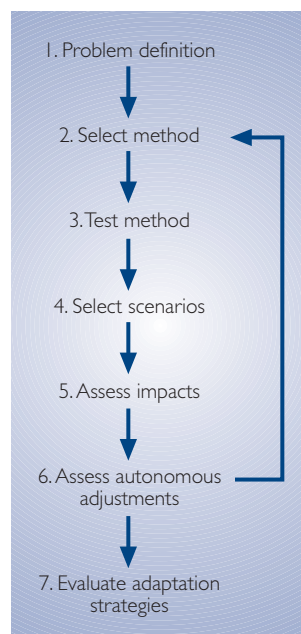 1. Problem definition
2. Select method
3. Test method
4. Select scenarios
5. Assess impacts
6. Assess autonomous
adjustments
7. Evaluate adaptation
strategies